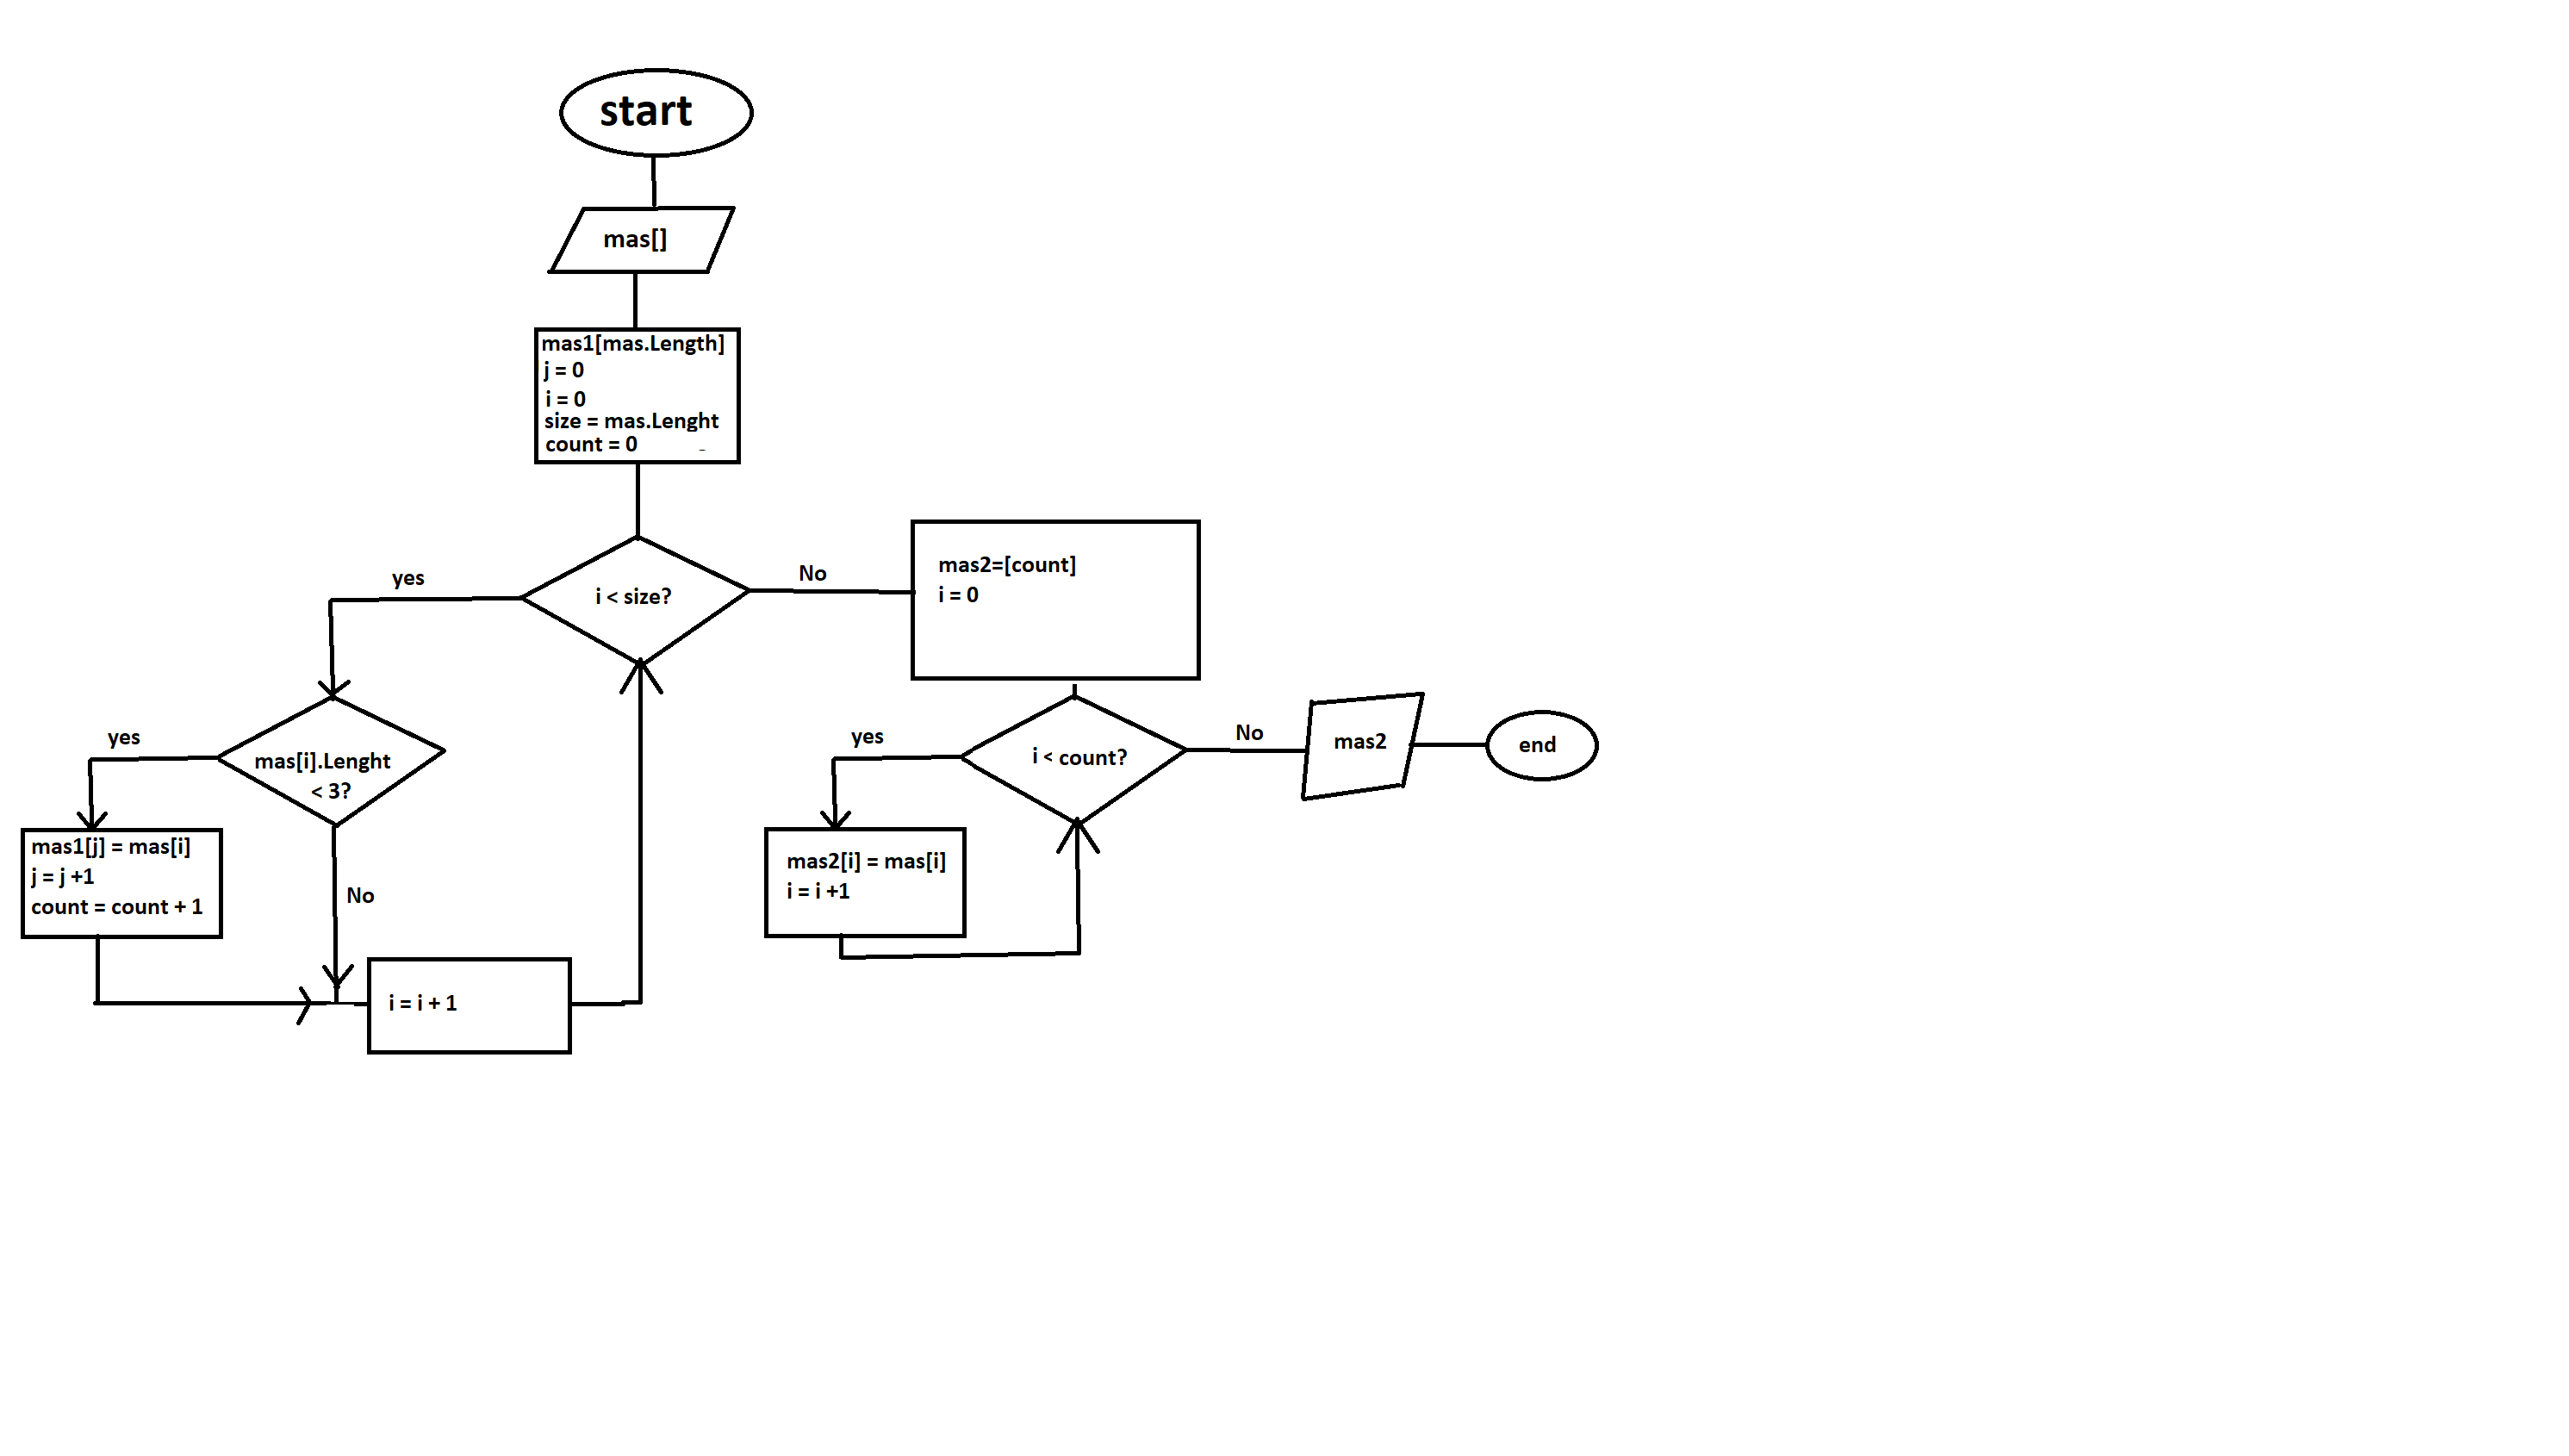 start
mas[]
mas1[mas.Length]
j = 0
i = 0
size = mas.Lenght
count = 0
i < size?
yes
No
mas2=[count]
i = 0
mas[i].Lenght
< 3?
yes
No
mas1[j] = mas[i]
j = j +1
count = count + 1
i = i + 1
i < count?
yes
No
mas2[i] = mas[i]
i = i +1
mas2
end